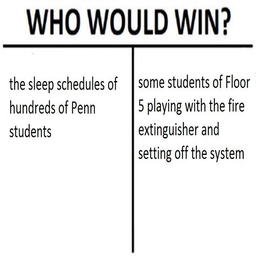 WHO WOULD WIN?
the sleep schedules of
hundreds of Penn
students
some students of Floor
5 playing with the fire
extinguisher and
setting off the system